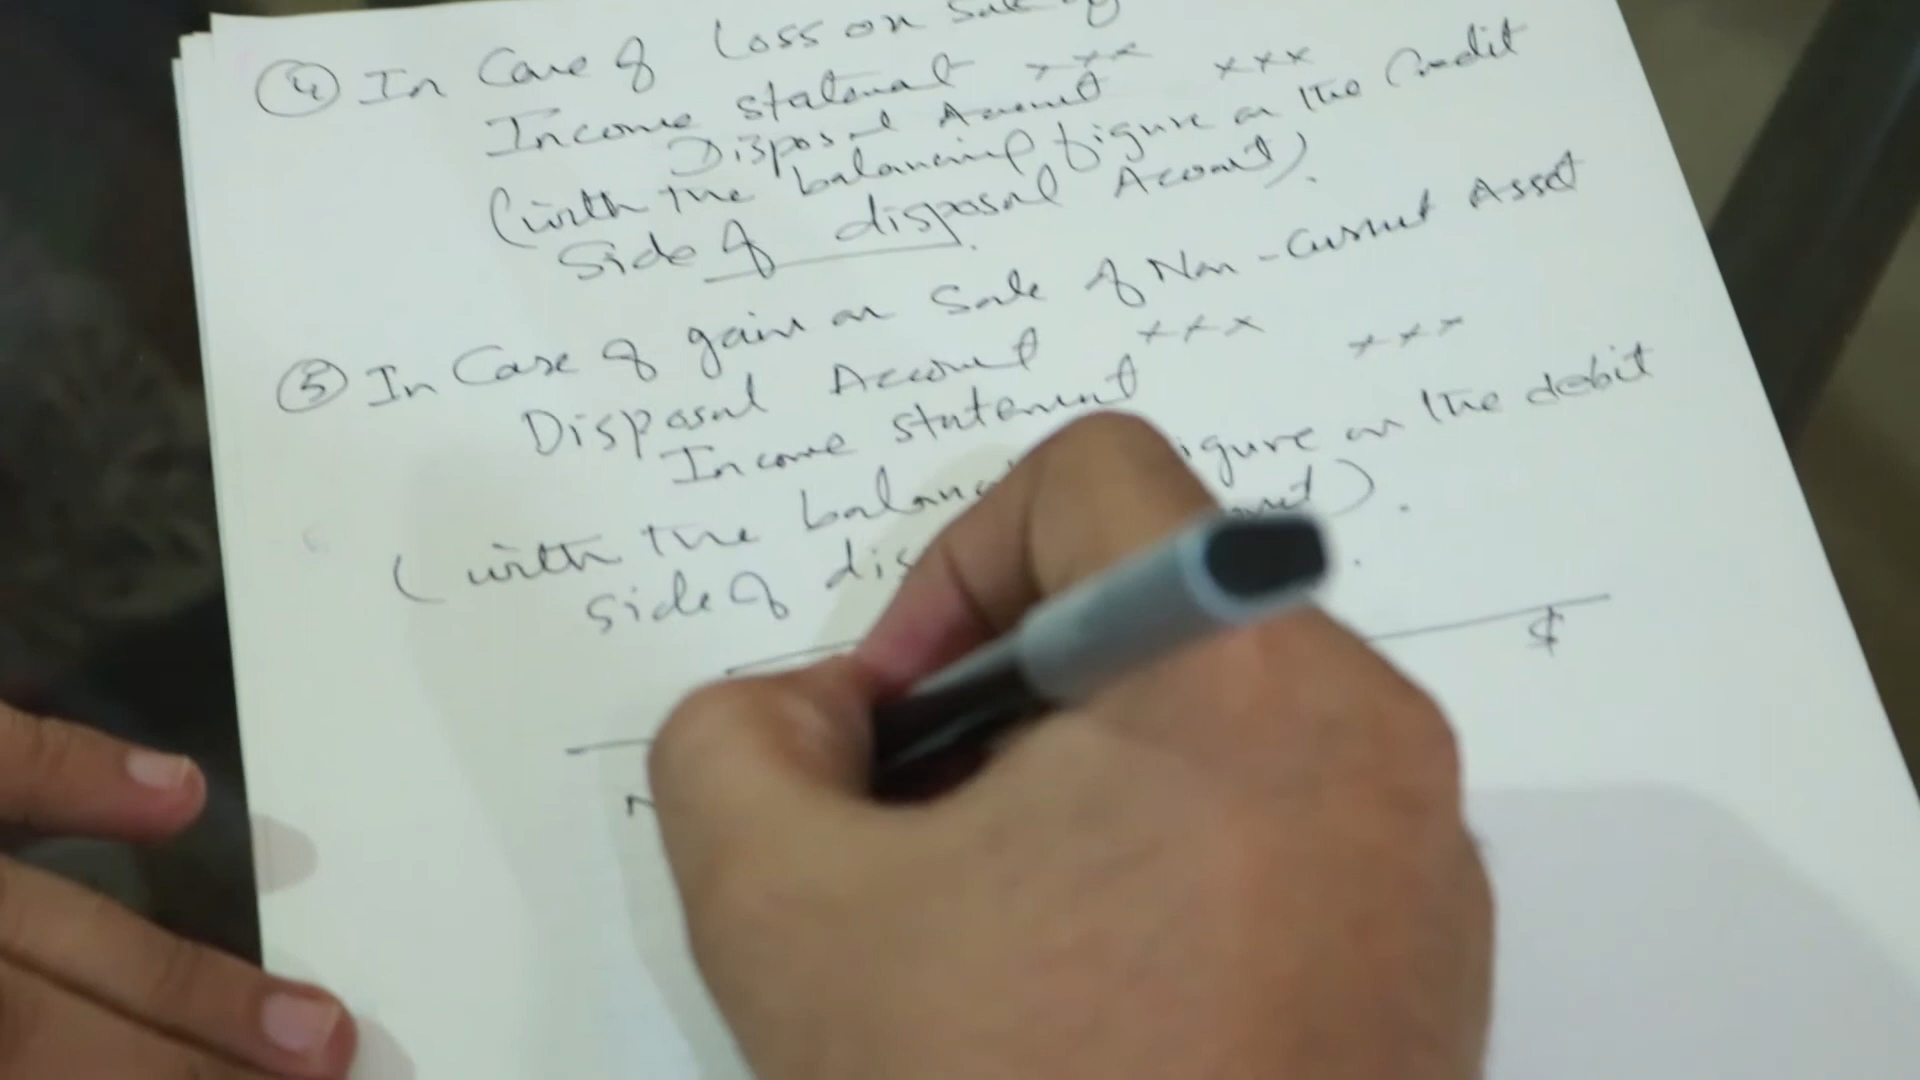 ④ In Case of Loss on Sale of
Income statement xxx
Disposal Account xxx
(with the balancing figure on the Credit
Side of disposal Account).
⑤ In Case of gain on Sale of Non-Current Asset
Disposal Account xxx
Income statement xxx
(with the figure on the debit
side of
$